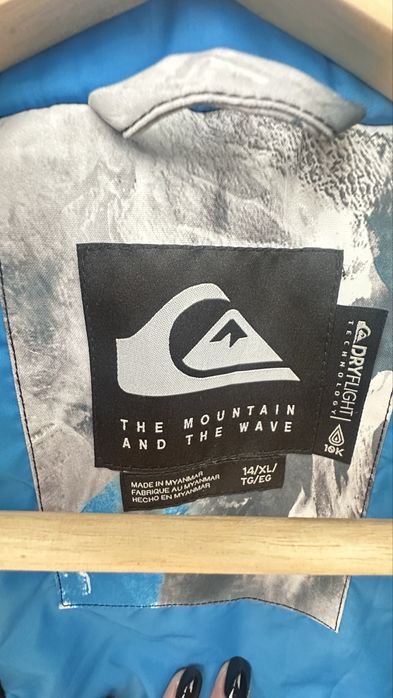 THE MOUNTAIN
AND THE WAVE
DRYFLIGHT
TECHNOLOGY
10K
MADE IN MYANMAR
FABRIQUE AU MYANMAR
HECHO EN MYANMAR
14/XL/
TG/EG